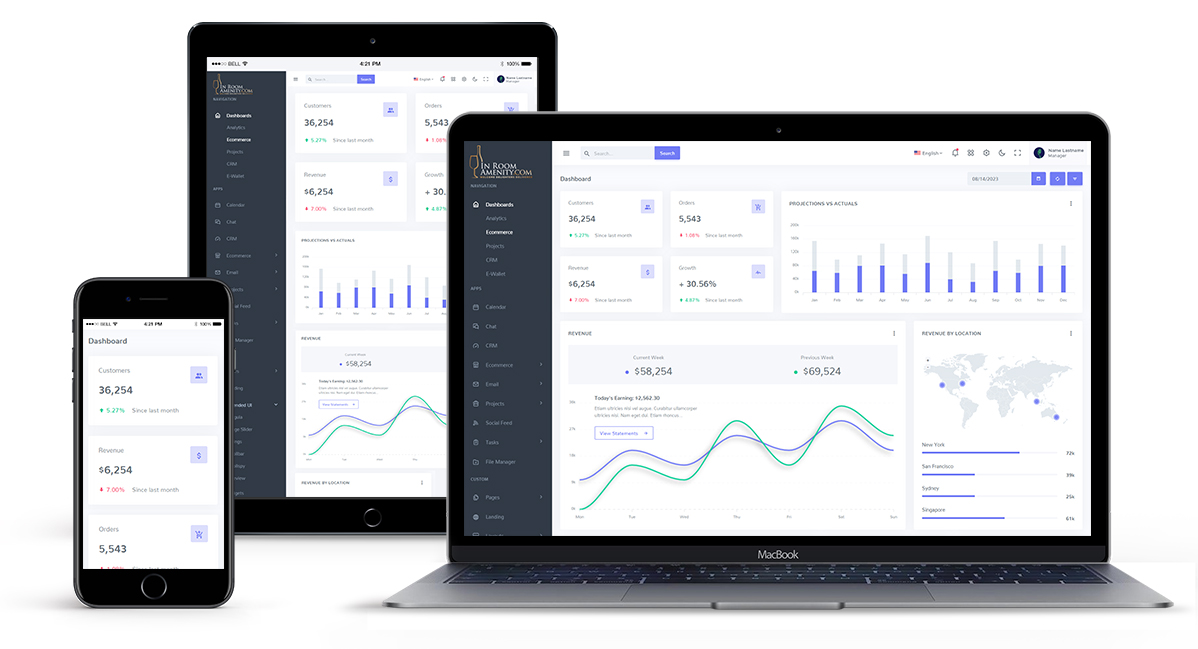 BELL 4:21 PM 100%
IN ROOM
AMENITY.COM
NAVIGATION
Dashboards
Analytics
Ecommerce
Projects
CRM
E-Wallet
APPS
Calendar
Chat
CRM
Ecommerce
Email
Search... Search
English
Name Lastname
Manager
Customers
36,254
5.27% Since last month
Orders
5,543
1.08%
Revenue
$6,254
7.00% Since last month
Growth
+ 30.
4.87%
PROJECTIONS VS ACTUALS
REVENUE
Current Week
$58,254
Today's Earning: $2,562.30
View Statements
REVENUE BY LOCATION
BELL 4:21 PM 100%
Dashboard
Customers
36,254
5.27% Since last month
Revenue
$6,254
7.00% Since last month
Orders
5,543
IN ROOM
AMENITY.COM
NAVIGATION
Dashboards
Analytics
Ecommerce
Projects
CRM
E-Wallet
APPS
Calendar
Chat
CRM
Ecommerce
Email
Projects
Social Feed
Tasks
File Manager
CUSTOM
Pages
Landing
Search... Search
English
Name Lastname
Manager
Dashboard
08/14/2023
Customers
36,254
5.27% Since last month
Orders
5,543
1.08% Since last month
Revenue
$6,254
7.00% Since last month
Growth
+ 30.56%
4.87% Since last month
PROJECTIONS VS ACTUALS
200k
160k
120k
80k
40k
0k
Jan Feb Mar Apr May Jun Jul Aug Sep Oct Nov Dec
REVENUE
Current Week
$58,254
Previous Week
$69,524
Today's Earning: $2,562.30
Etiam ultricies nisi vel augue. Curabitur ullamcorper
ultricies nisi. Nam eget dui. Etiam rhoncus...
View Statements
Mon Tue Wed Thu Fri Sat Sun
REVENUE BY LOCATION
New York
72k
San Francisco
39k
Sydney
25k
Singapore
61k
MacBook